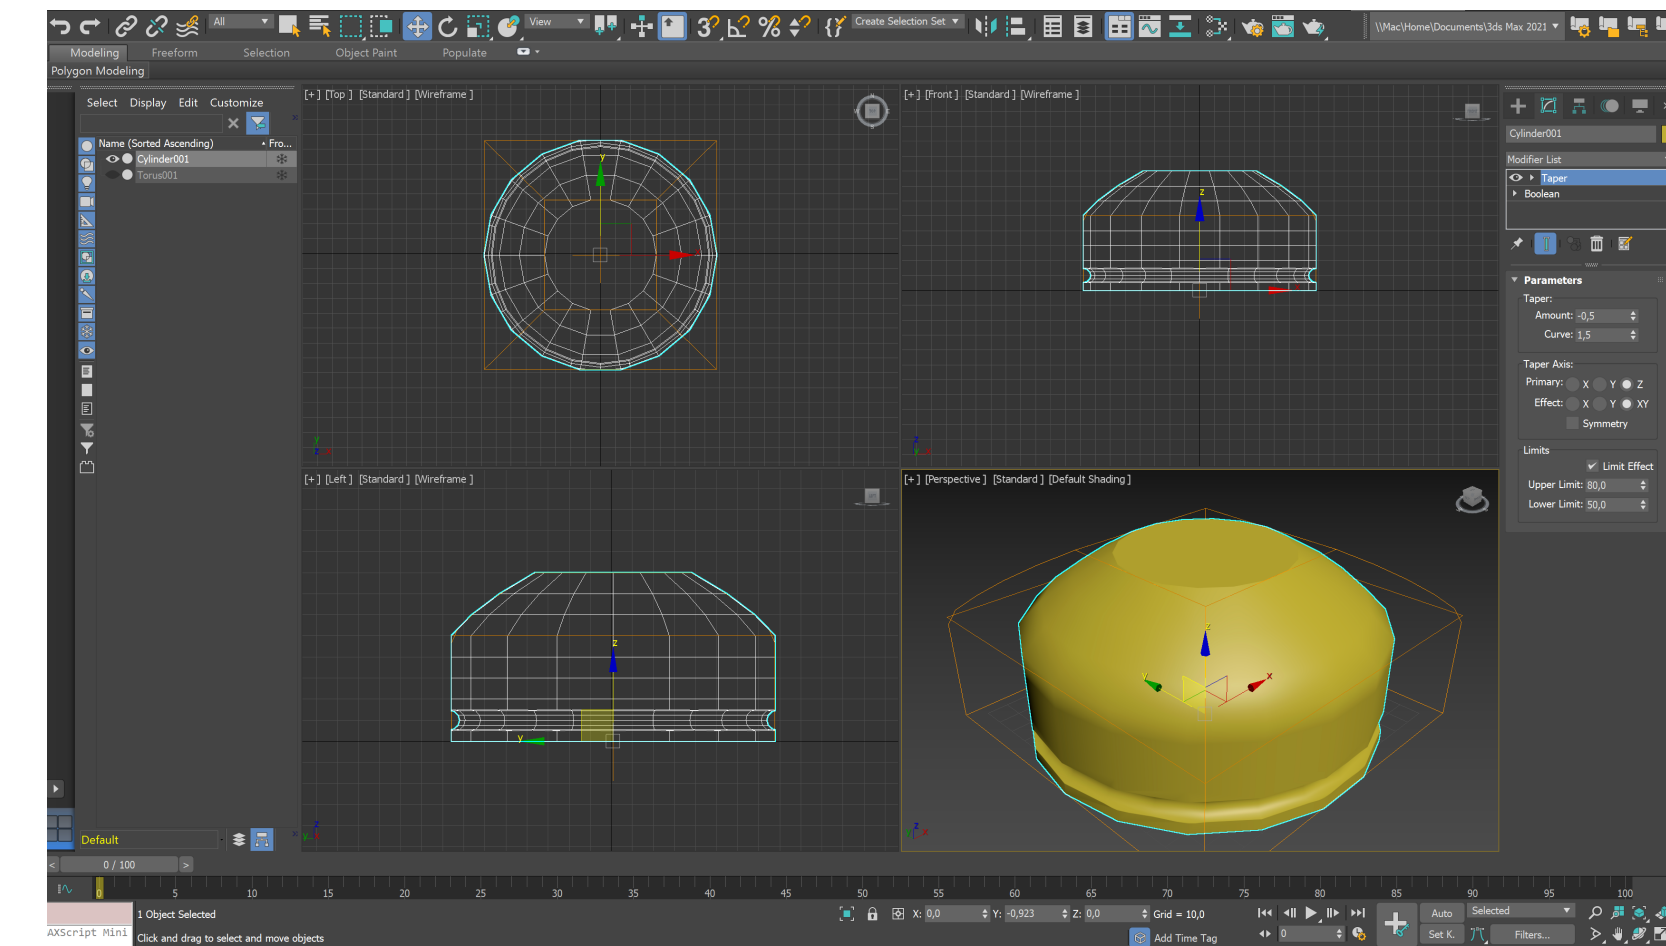 All
View
Create Selection Set
\\Mac\Home\Documents\3ds Max 2021
Modeling
Freeform
Selection
Object Paint
Populate
Polygon Modeling
Select
Display
Edit
Customize
Name (Sorted Ascending)
Fro...
Cylinder001
Torus001
[+] [Top ] [Standard ] [Wireframe ]
[+] [Front ] [Standard ] [Wireframe ]
[+] [Left ] [Standard ] [Wireframe ]
[+] [Perspective ] [Standard ] [Default Shading ]
Cylinder001
Modifier List
Taper
Boolean
Parameters
Taper:
Amount: -0,5
Curve: 1,5
Taper Axis:
Primary: X Y Z
Effect: X Y XY
Symmetry
Limits
Limit Effect
Upper Limit: 80,0
Lower Limit: 50,0
Default
0 / 100
0 5 10 15 20 25 30 35 40 45 50 55 60 65 70 75 80 85 90 95 100
1 Object Selected
X: 0,0
Y: -0,923
Z: 0,0
Grid = 10,0
Auto
Selected
AXScript Mini
Click and drag to select and move objects
Add Time Tag
0
Set K.
Filters...